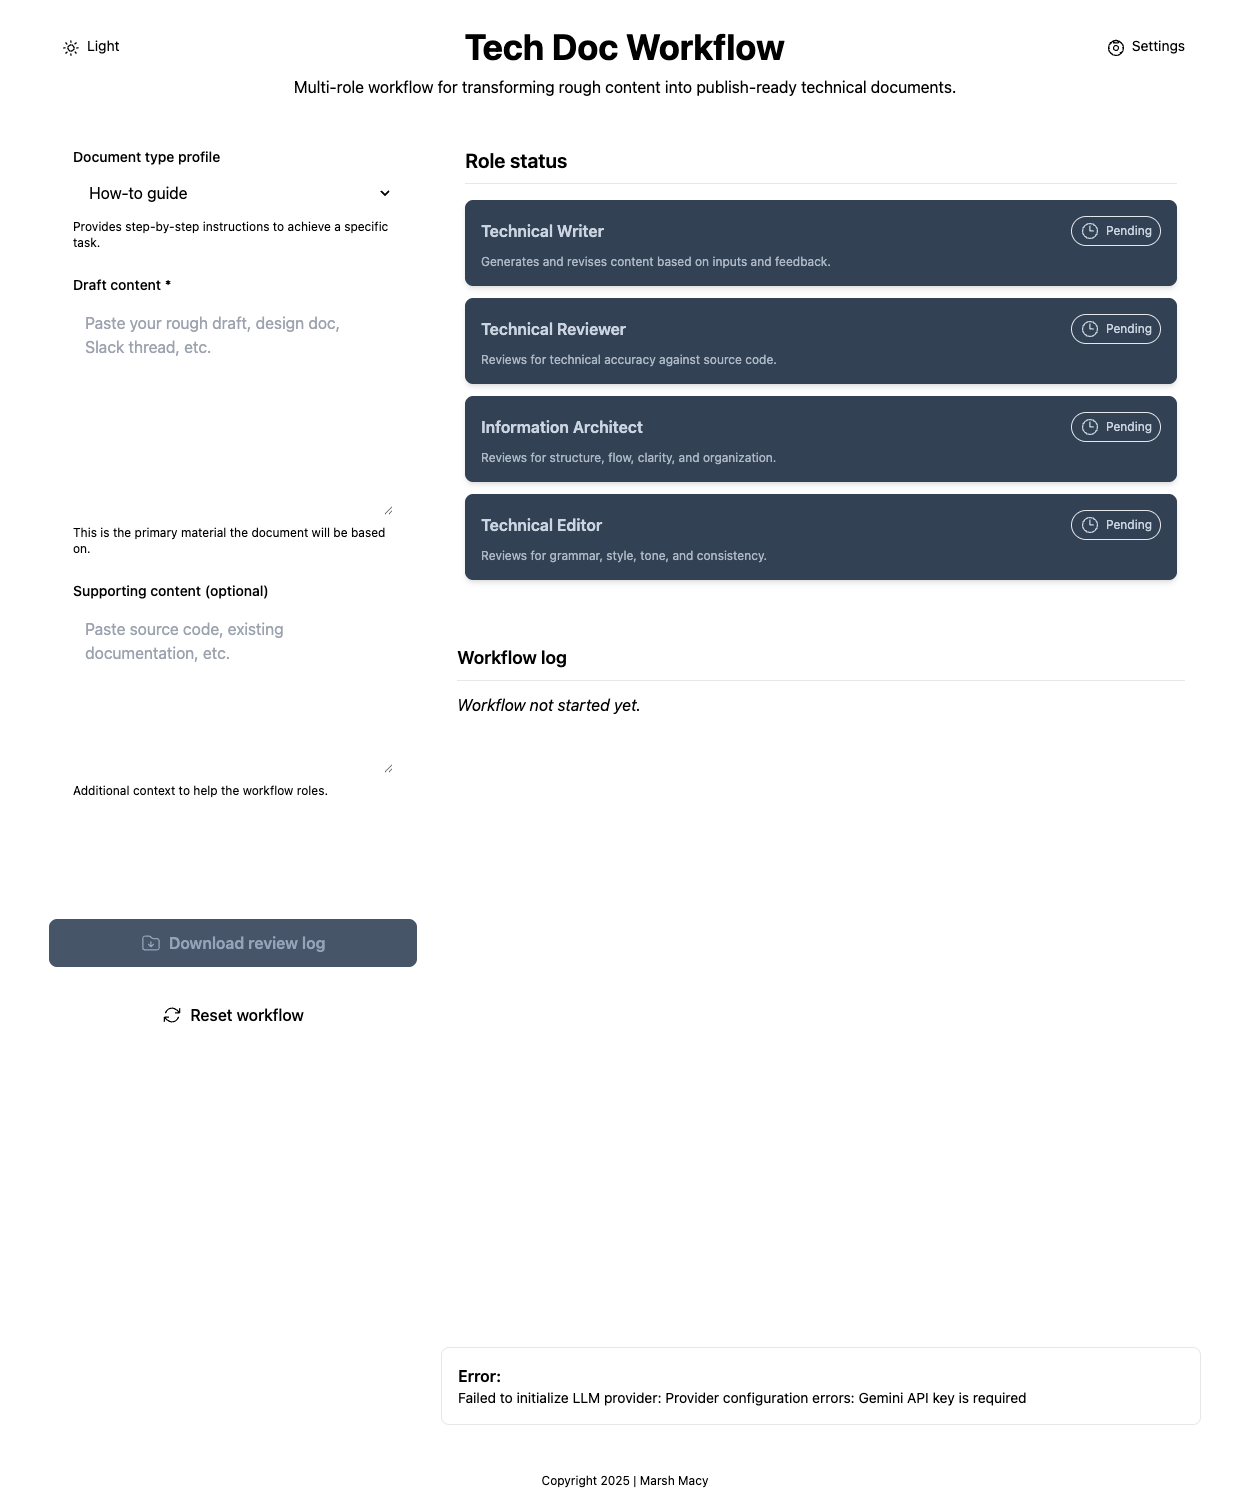 Light
Tech Doc Workflow
Settings
Multi-role workflow for transforming rough content into publish-ready technical documents.
Document type profile
How-to guide
Provides step-by-step instructions to achieve a specific
task.
Draft content *
Paste your rough draft, design doc,
Slack thread, etc.
This is the primary material the document will be based
on.
Supporting content (optional)
Paste source code, existing
documentation, etc.
Additional context to help the workflow roles.
Download review log
Reset workflow
Role status
Technical Writer
Pending
Generates and revises content based on inputs and feedback.
Technical Reviewer
Pending
Reviews for technical accuracy against source code.
Information Architect
Pending
Reviews for structure, flow, clarity, and organization.
Technical Editor
Pending
Reviews for grammar, style, tone, and consistency.
Workflow log
Workflow not started yet.
Error:
Failed to initialize LLM provider: Provider configuration errors: Gemini API key is required
Copyright 2025 | Marsh Macy